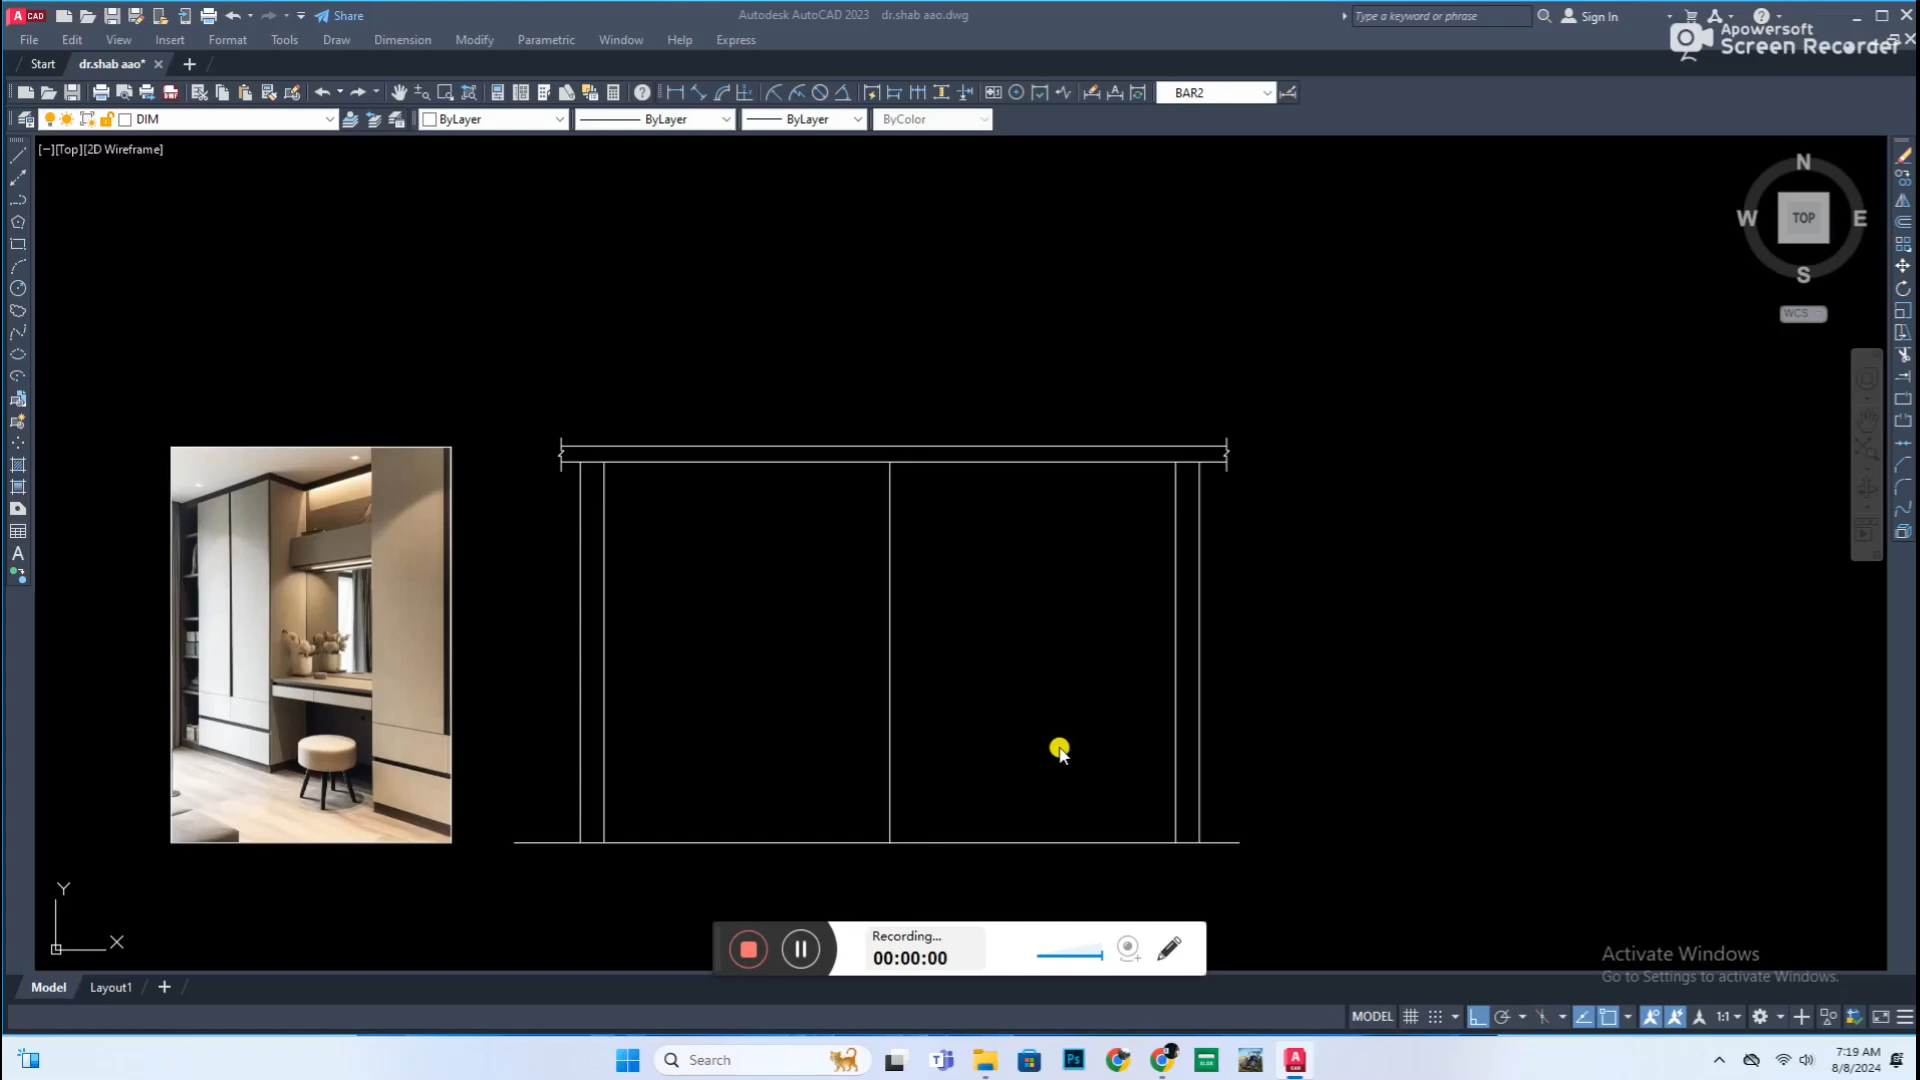 A CAD Share Autodesk AutoCAD 2023 dr.shab aao.dwg Type a keyword or phrase Sign In
File Edit View Insert Format Tools Draw Dimension Modify Parametric Window Help Express
Apowersoft
Screen Recorder
Start dr.shab aao*
BAR2
DIM ByLayer ByLayer ByLayer ByColor
[−][Top][2D Wireframe]
N
W TOP E
S
WCS
A
Y
X
Recording...
00:00:00
Activate Windows
Go to Settings to activate Windows.
Model Layout1
MODEL 1:1
Search Ps A CAD 7:19 AM
8/8/2024